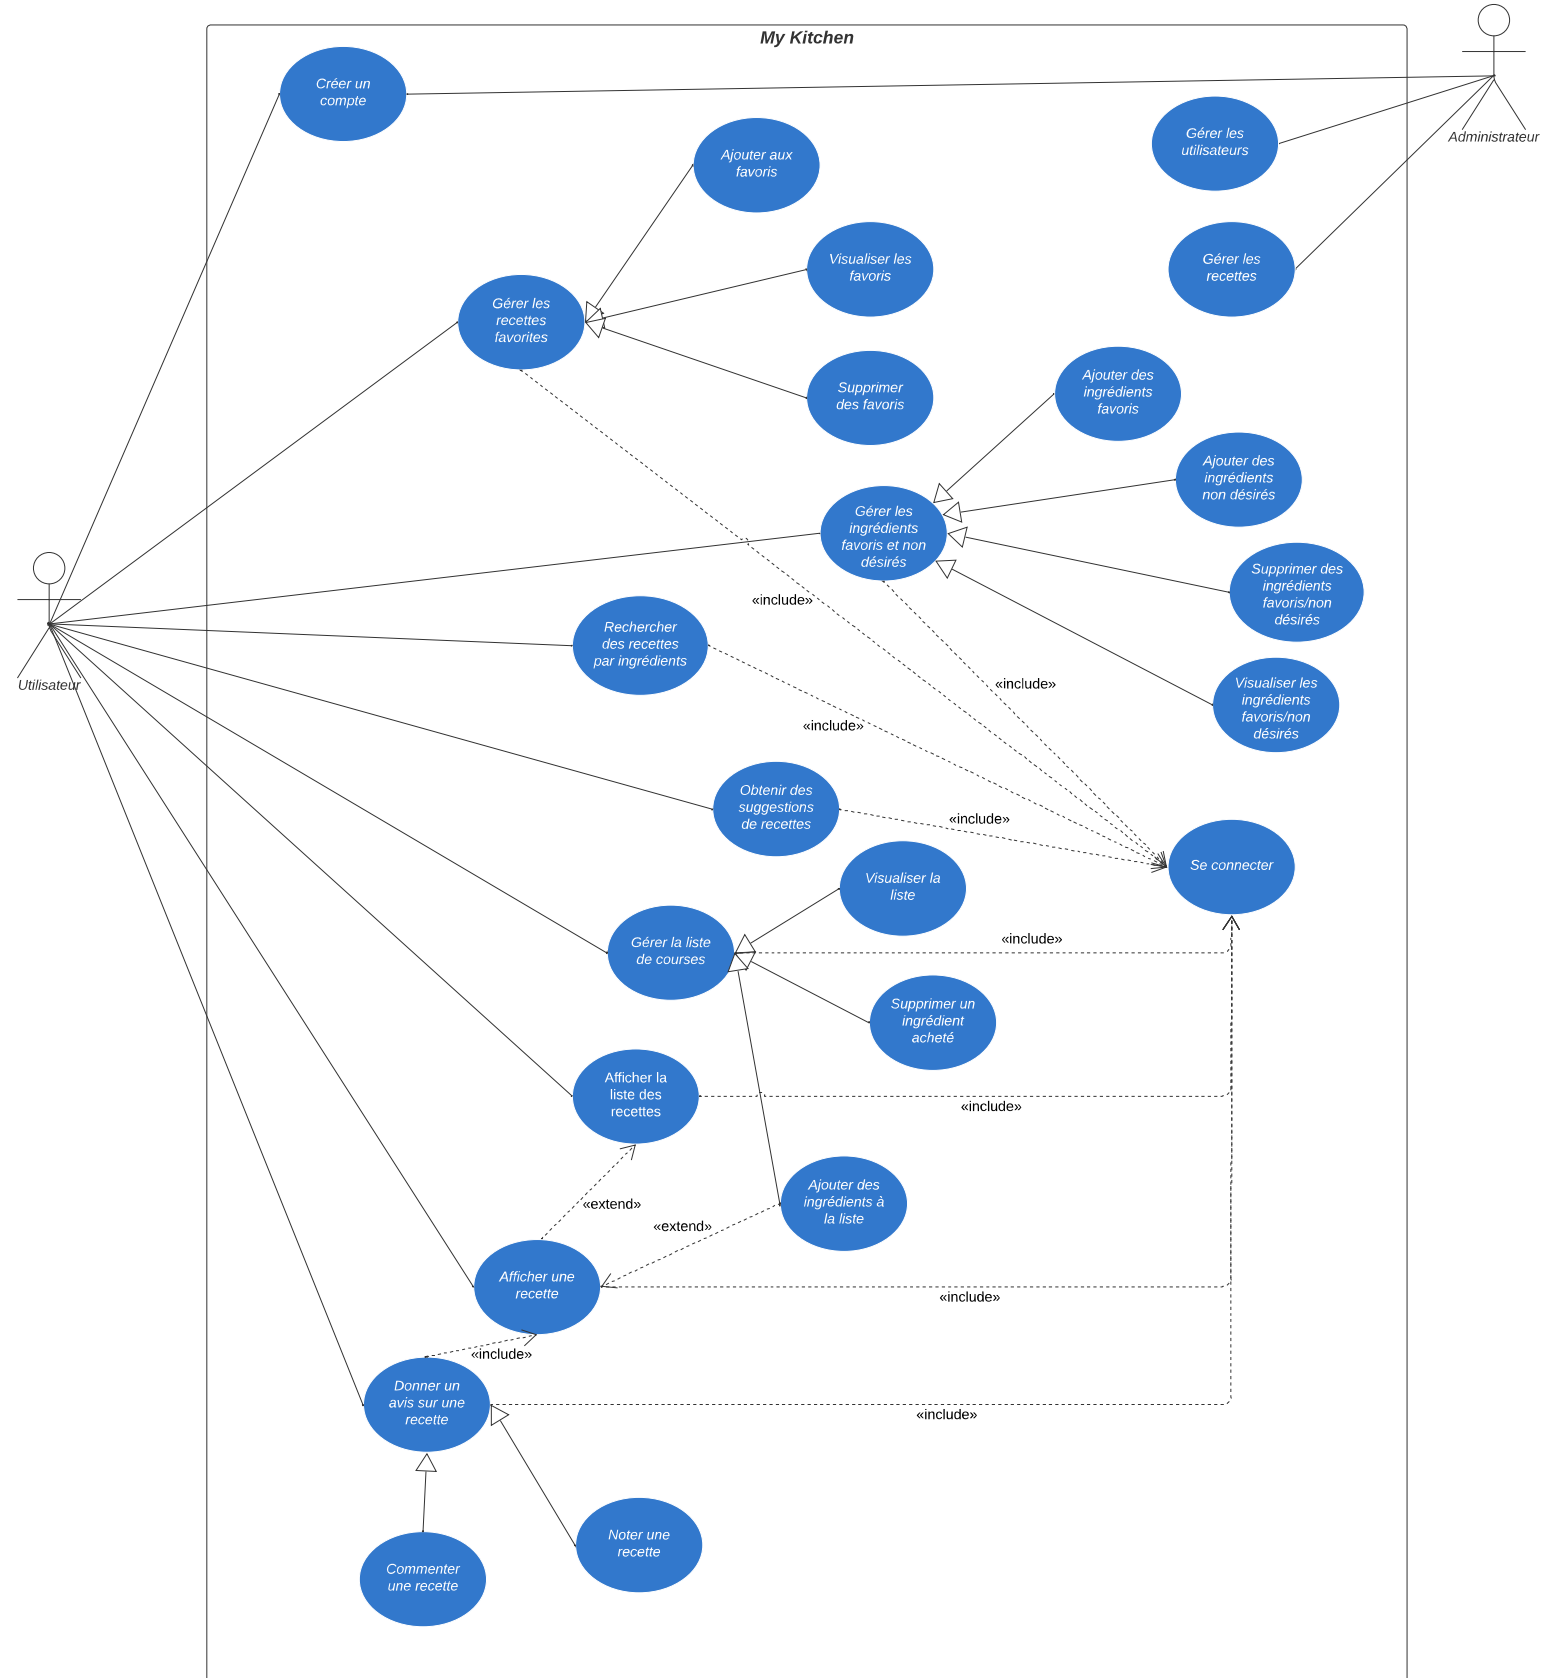 My Kitchen
Créer un
compte
Administrateur
Gérer les
utilisateurs
Ajouter aux
favoris
Visualiser les
favoris
Gérer les
recettes
Gérer les
recettes
favorites
Supprimer
des favoris
Ajouter des
ingrédients
favoris
Ajouter des
ingrédients
non désirés
Gérer les
ingrédients
favoris et non
désirés
Supprimer des
ingrédients
favoris/non
désirés
«include»
Rechercher
des recettes
par ingrédients
Utilisateur
«include»
Visualiser les
ingrédients
favoris/non
désirés
«include»
Obtenir des
suggestions
de recettes
«include»
Se connecter
Visualiser la
liste
Gérer la liste
de courses
«include»
Supprimer un
ingrédient
acheté
Afficher la
liste des
recettes
«include»
Ajouter des
ingrédients à
la liste
«extend»
«extend»
Afficher une
recette
«include»
«include»
Donner un
avis sur une
recette
«include»
Noter une
recette
Commenter
une recette